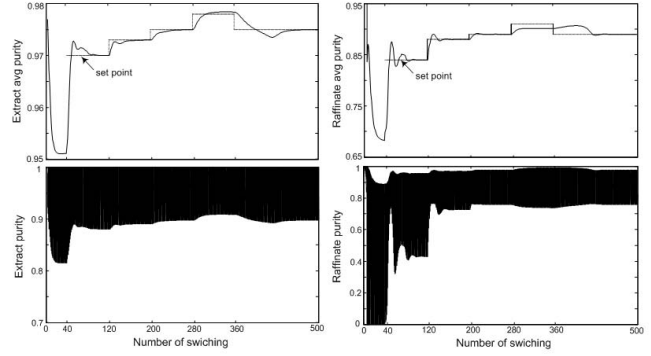 Extract avg purity
0.99
0.97
0.96
0.95
set point
Raffinate avg purity
0.95
0.85
0.75
0.65
set point
Extract purity
1
0.9
0.8
0.7
0 40 120 200 280 360 500
Number of swiching
Raffinate purity
1
0.8
0.6
0.4
0.2
0
0 40 120 200 280 360 500
Number of swiching